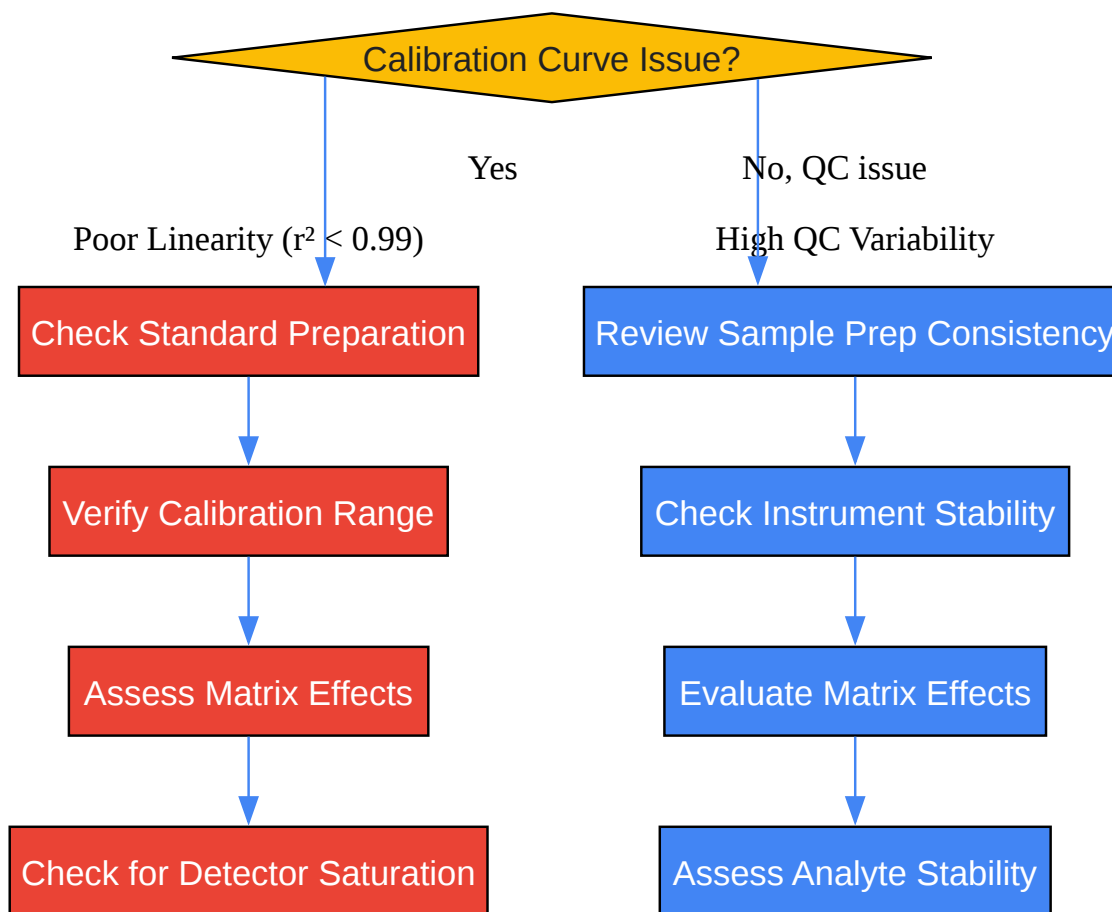 Calibration Curve Issue?
Yes
No, QC issue
Poor Linearity (r² < 0.99)
High QC Variability
Check Standard Preparation
Review Sample Prep Consistency
Verify Calibration Range
Check Instrument Stability
Assess Matrix Effects
Evaluate Matrix Effects
Check for Detector Saturation
Assess Analyte Stability